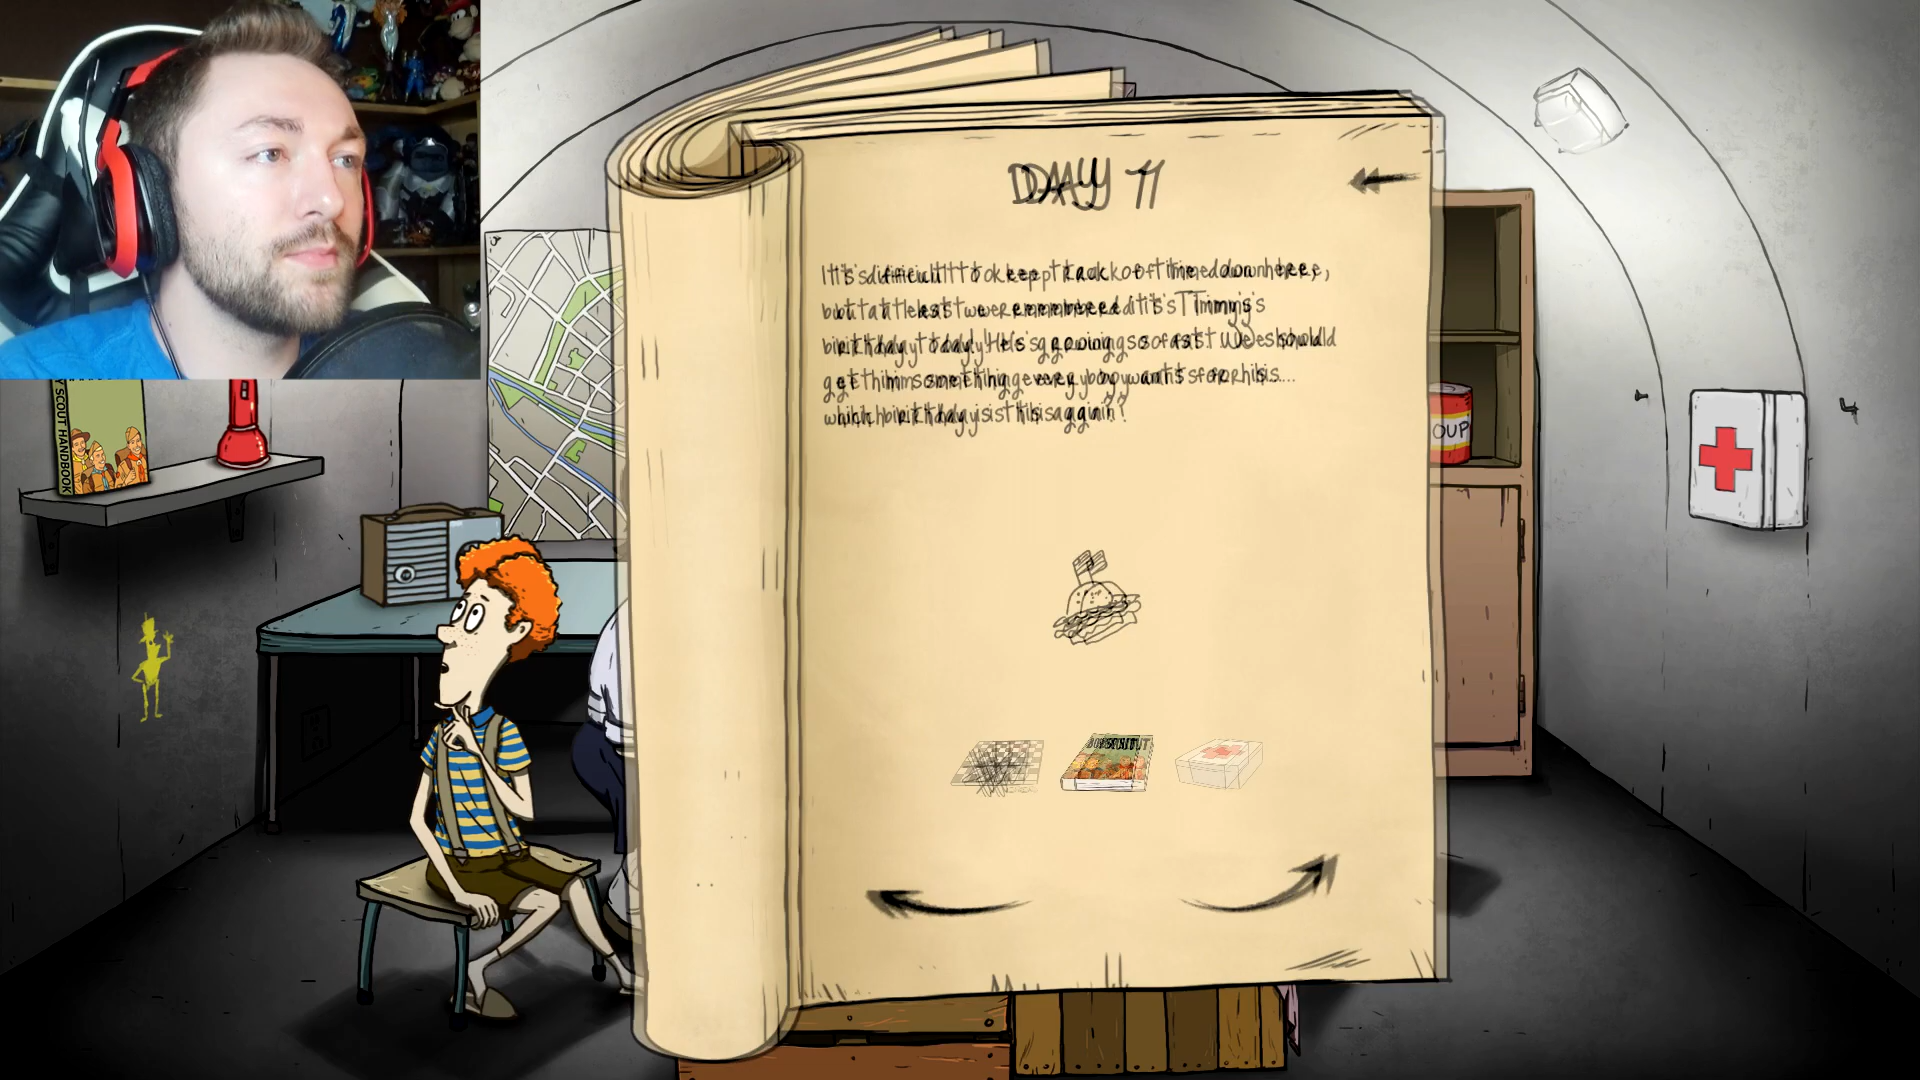 DAY 11
It's difficult to keep track of time down here,
but at least we remembered it's Timmy's
birthday today! He's growing so fast. We should
get him something every boy wants for his...
which birthday is this again?
Y SCOUT HANDBOOK
OUP